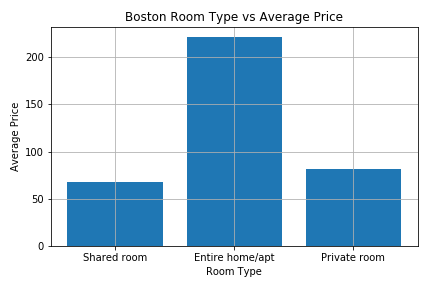 Boston Room Type vs Average Price
Average Price
200
150
100
50
0
Shared room
Entire home/apt
Private room
Room Type